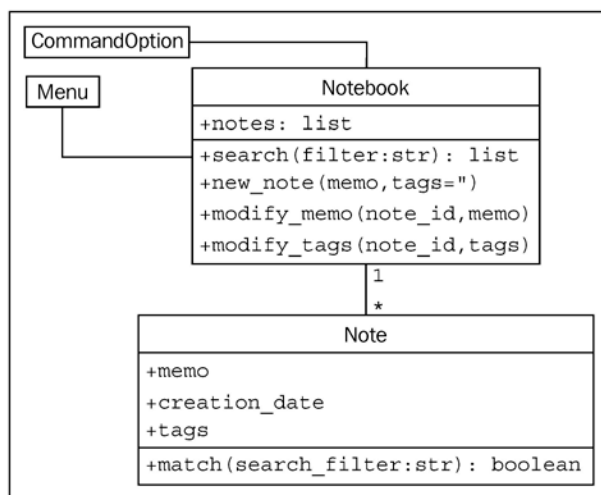 CommandOption
Menu
Notebook
+notes: list
+search(filter:str): list
+new_note(memo,tags=")
+modify_memo(note_id,memo)
+modify_tags(note_id,tags)
1
*
Note
+memo
+creation_date
+tags
+match(search_filter:str): boolean